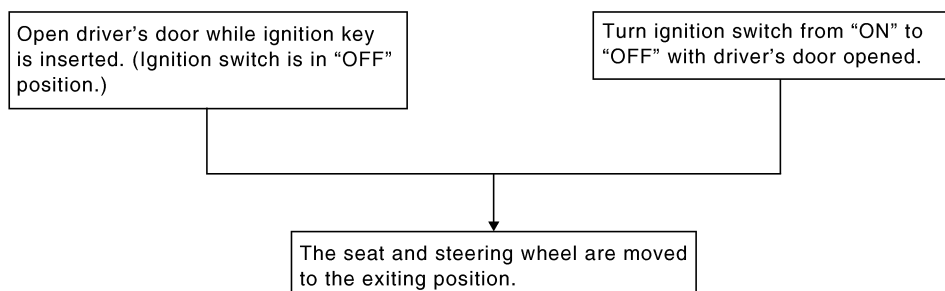 Open driver’s door while ignition key
is inserted. (Ignition switch is in “OFF”
position.)
Turn ignition switch from “ON” to
“OFF” with driver’s door opened.
The seat and steering wheel are moved
to the exiting position.